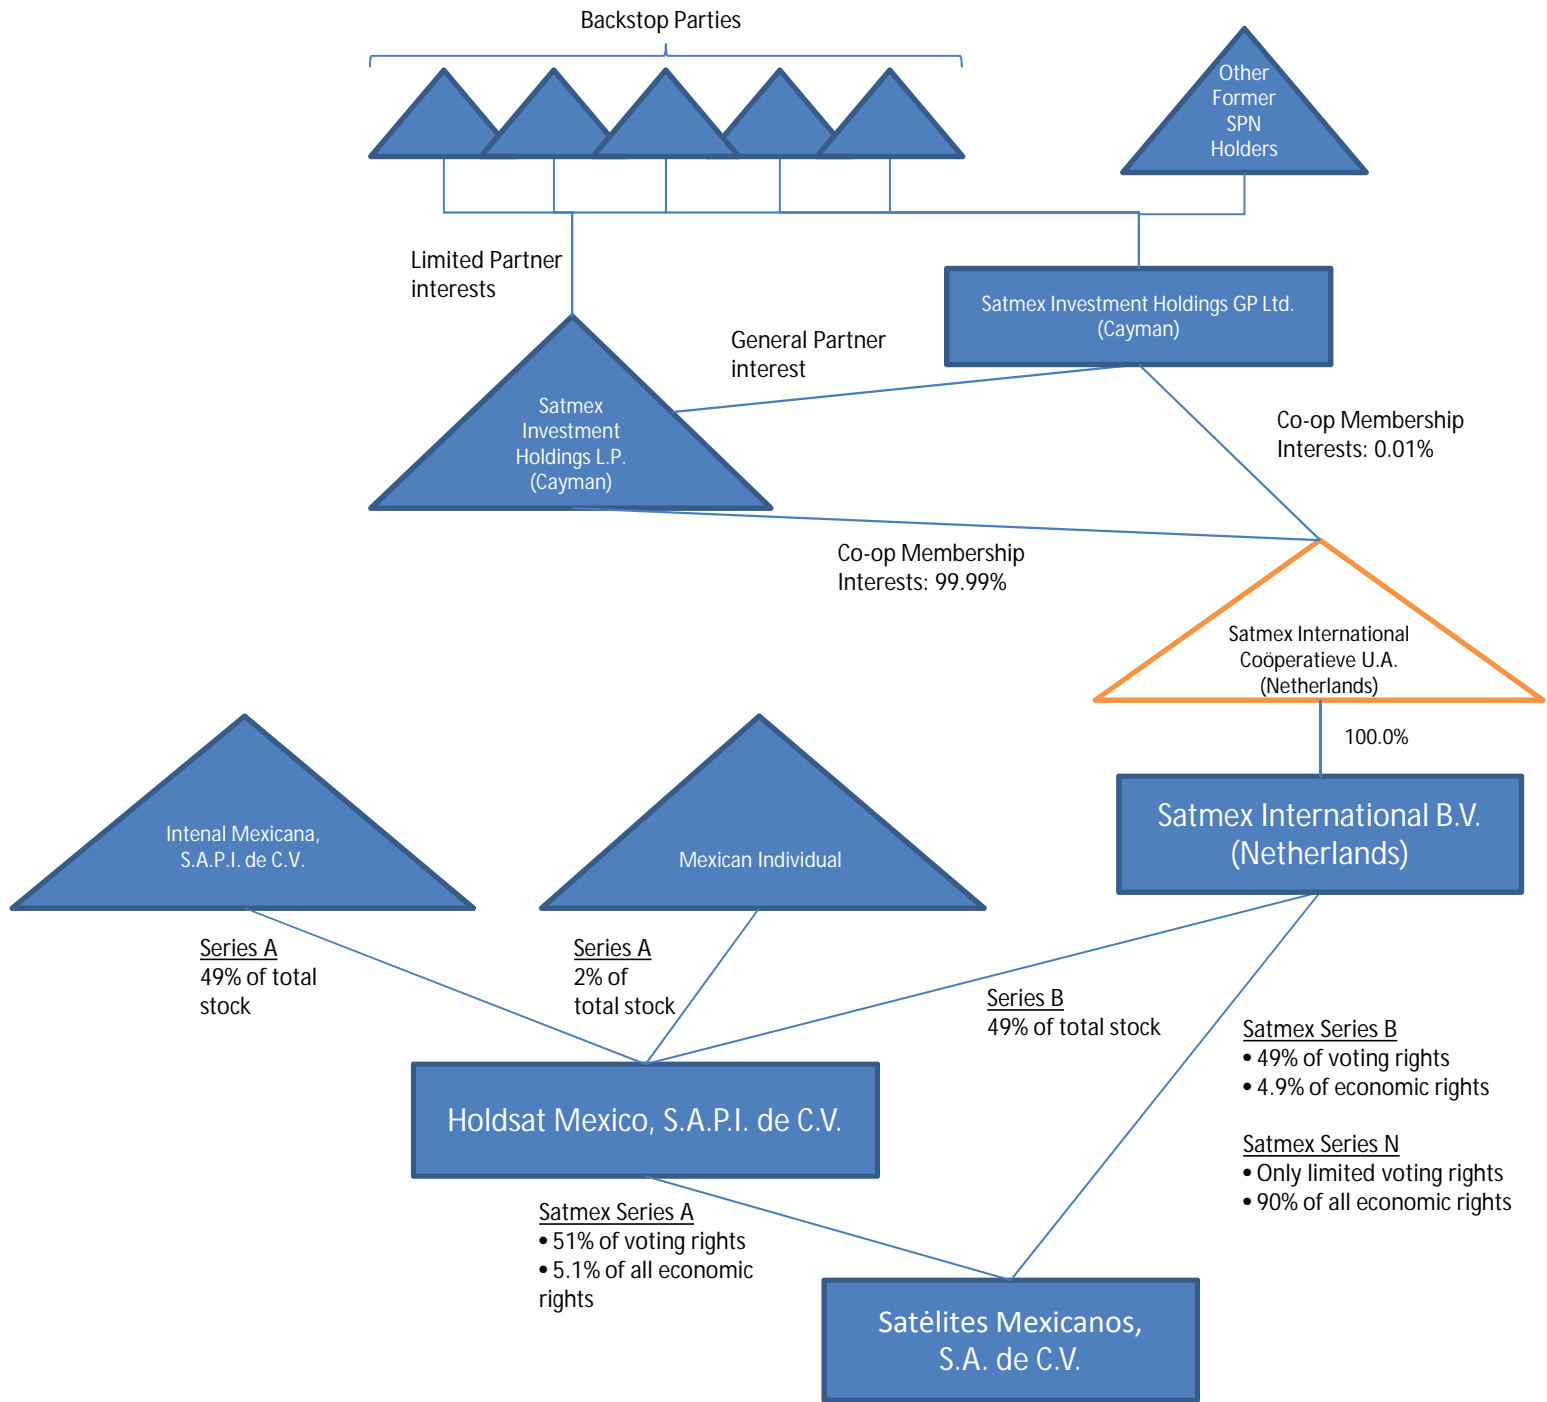 Backstop Parties
Other
Former
SPN
Holders
Limited Partner
interests
Satmex Investment Holdings GP Ltd.
(Cayman)
General Partner
interest
Satmex
Investment
Holdings L.P.
(Cayman)
Co-op Membership
Interests: 0.01%
Co-op Membership
Interests: 99.99%
Satmex International
Coöperatieve U.A.
(Netherlands)
100.0%
Satmex International B.V.
(Netherlands)
Intenal Mexicana,
S.A.P.I. de C.V.
Mexican Individual
Series A
49% of total
stock
Series A
2% of
total stock
Series B
49% of total stock
Satmex Series B
• 49% of voting rights
• 4.9% of economic rights
Satmex Series N
• Only limited voting rights
• 90% of all economic rights
Holdsat Mexico, S.A.P.I. de C.V.
Satmex Series A
• 51% of voting rights
• 5.1% of all economic
rights
Satėlites Mexicanos,
S.A. de C.V.